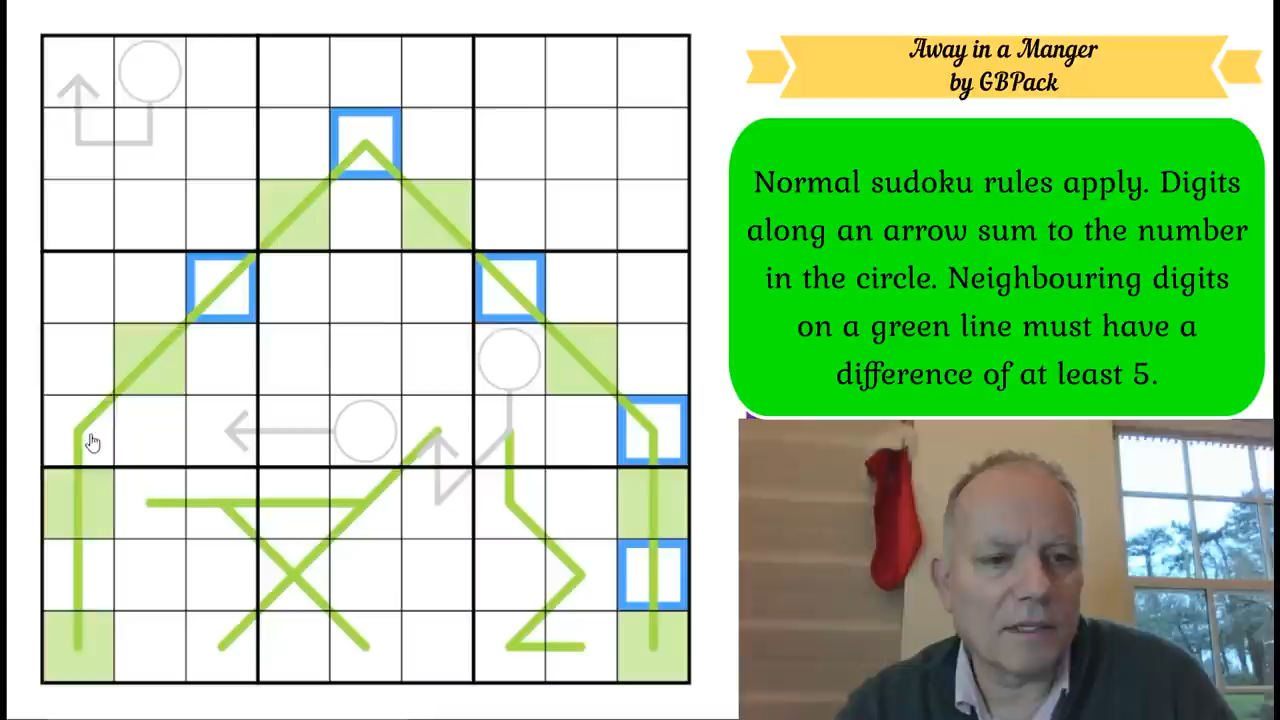 Away in a Manger
by GBPack
Normal sudoku rules apply. Digits
along an arrow sum to the number
in the circle. Neighbouring digits
on a green line must have a
difference of at least 5.